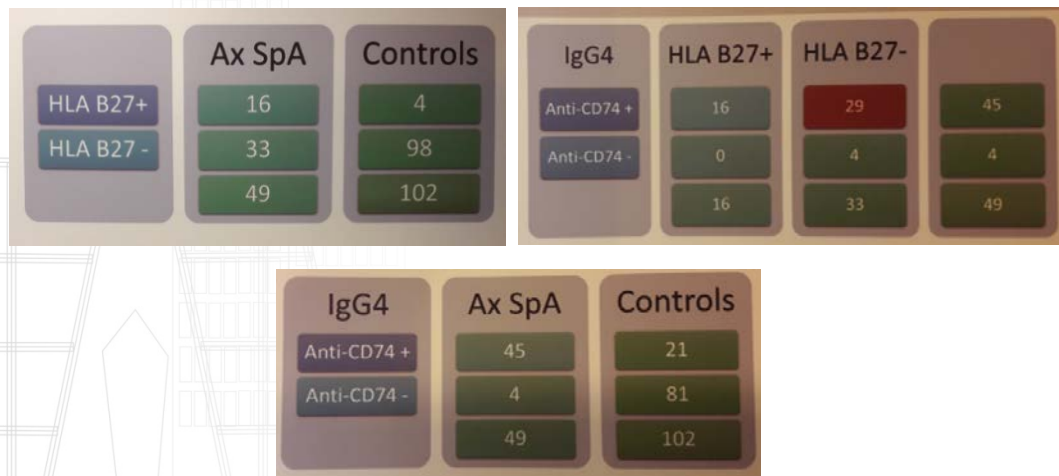 Ax SpA Controls
HLA B27+ 16 4
HLA B27 - 33 98
49 102
IgG4 HLA B27+ HLA B27-
Anti-CD74 + 16 29 45
Anti-CD74 - 0 4 4
16 33 49
IgG4 Ax SpA Controls
Anti-CD74 + 45 21
Anti-CD74 - 4 81
49 102